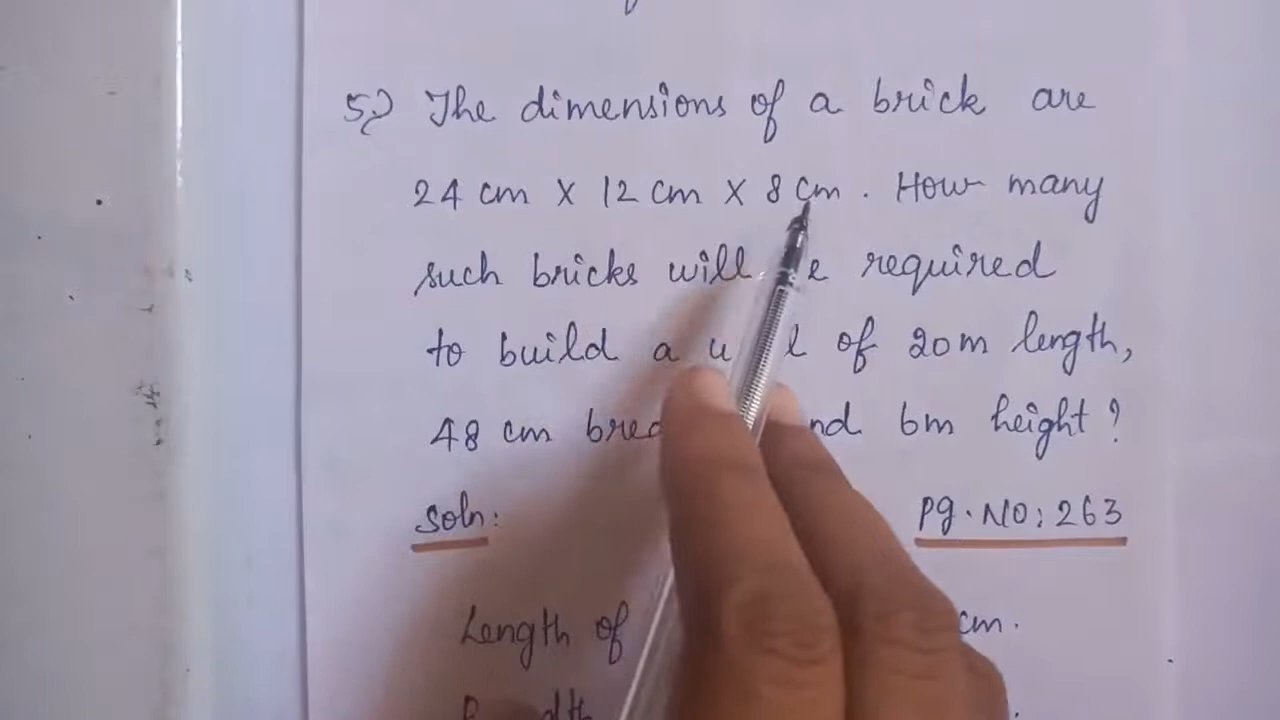 5) The dimensions of a brick are
24 cm X 12 cm X 8 cm. How many
such bricks will required
to build a of 20m length,
48 cm 6m height?
Soln:
Pg. No: 263
Length of cm.